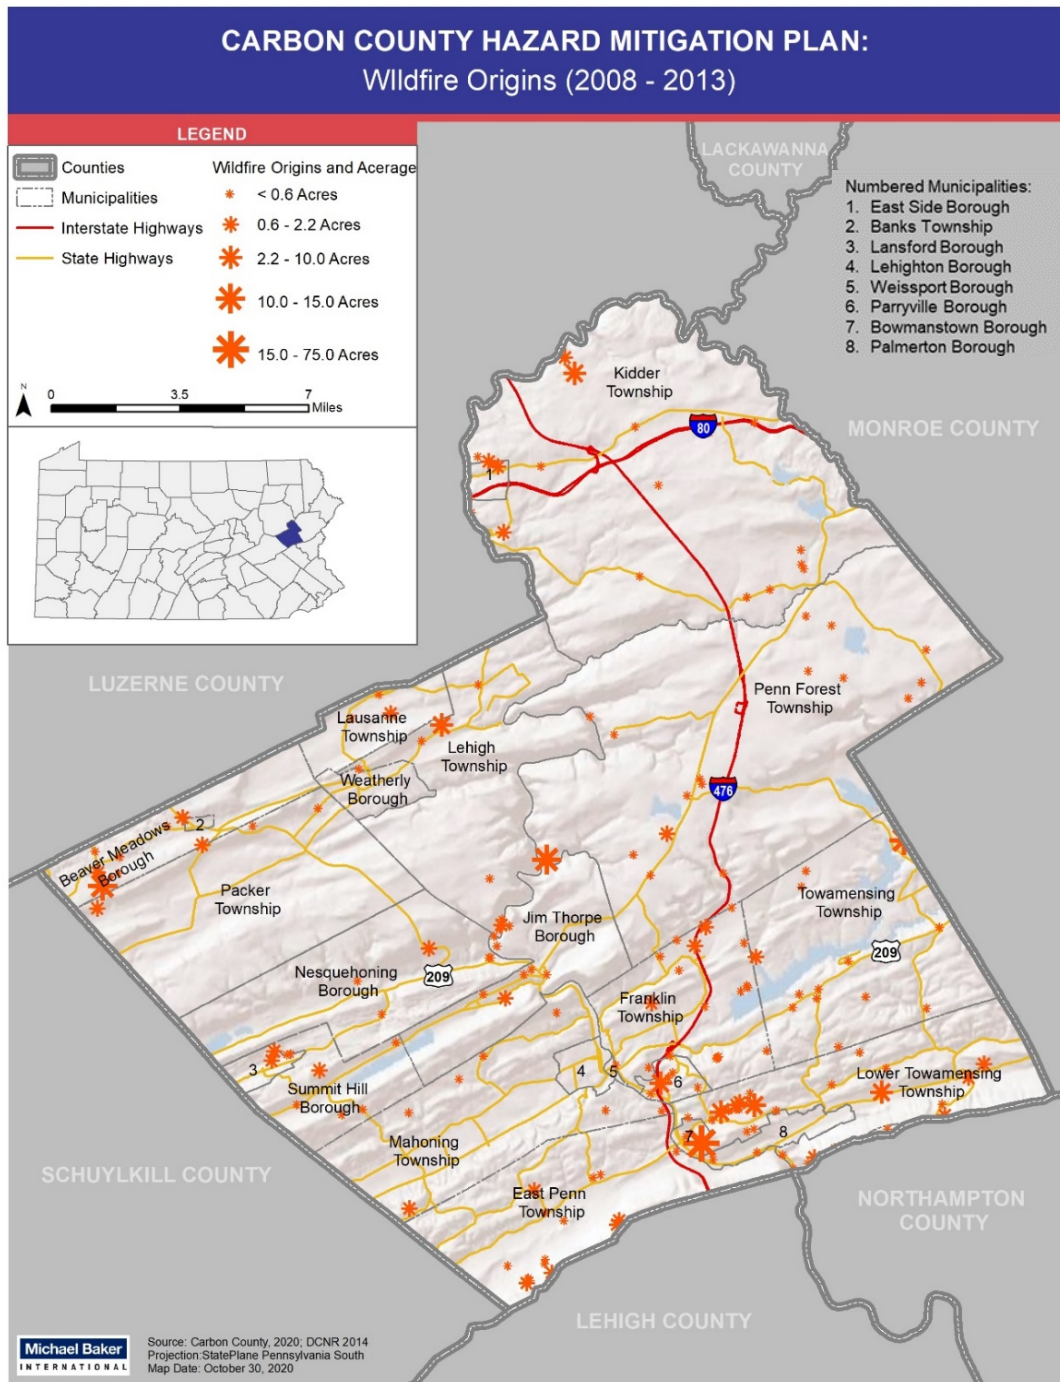 CARBON COUNTY HAZARD MITIGATION PLAN:
WIldfire Origins (2008 - 2013)
LEGEND
Counties
Municipalities
Interstate Highways
State Highways
Wildfire Origins and Acerage
< 0.6 Acres
0.6 - 2.2 Acres
2.2 - 10.0 Acres
10.0 - 15.0 Acres
15.0 - 75.0 Acres
N
0 3.5 7
Miles
LACKAWANNA
COUNTY
Numbered Municipalities:
1. East Side Borough
2. Banks Township
3. Lansford Borough
4. Lehighton Borough
5. Weissport Borough
6. Parryville Borough
7. Bowmanstown Borough
8. Palmerton Borough
Kidder
Township
80
MONROE COUNTY
1
LUZERNE COUNTY
Penn Forest
Township
Lausanne
Township
Lehigh
Township
Weatherly
Borough
476
2
Beaver Meadows
Borough
Packer
Township
Towamensing
Township
Jim Thorpe
Borough
209
Nesquehoning
Borough
209
Franklin
Township
3
Summit Hill
Borough
4
5
6
Lower Towamensing
Township
7
8
Mahoning
Township
SCHUYLKILL COUNTY
East Penn
Township
NORTHAMPTON
COUNTY
LEHIGH COUNTY
Michael Baker
INTERNATIONAL
Source: Carbon County, 2020; DCNR 2014
Projection:StatePlane Pennsylvania South
Map Date: October 30, 2020